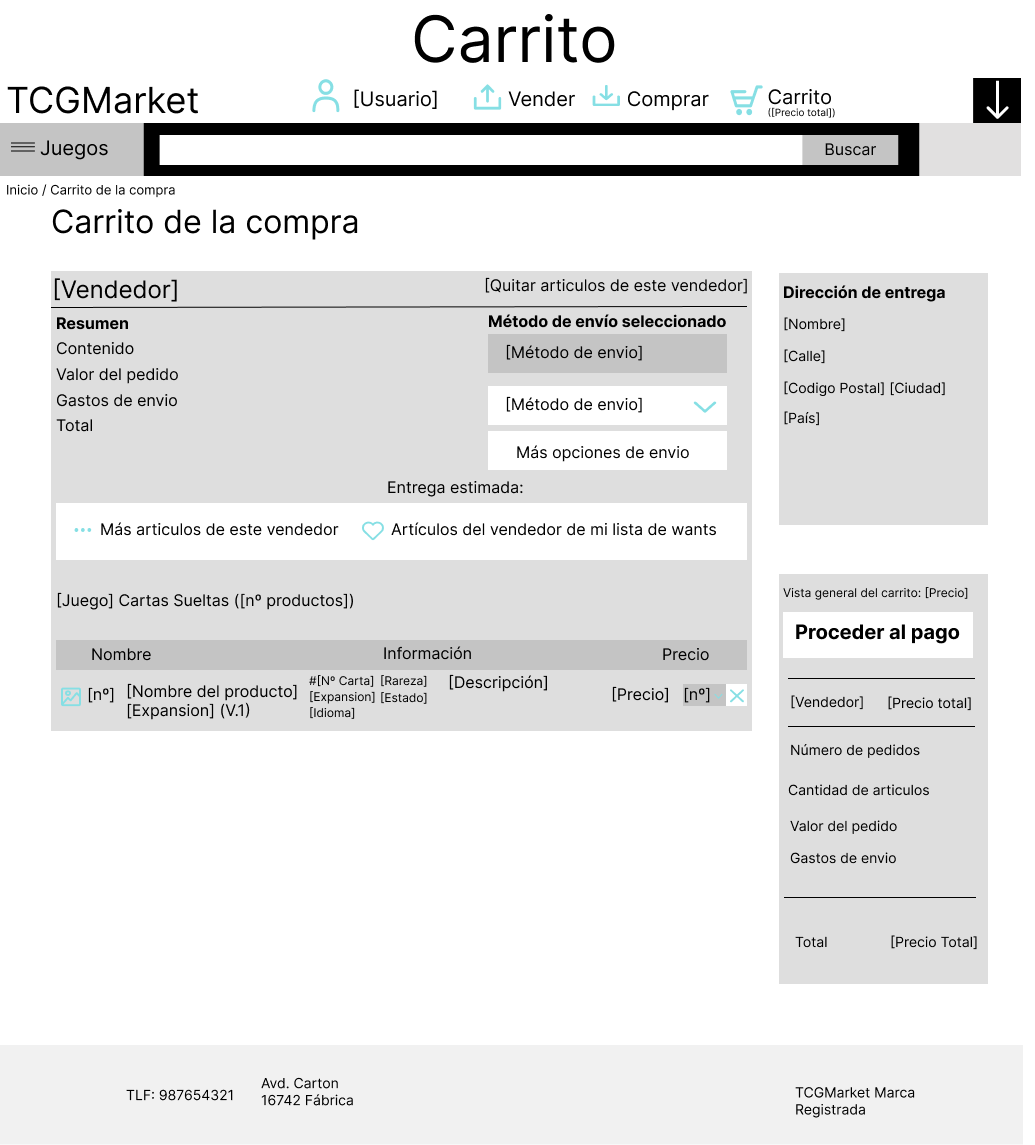 Carrito
TCGMarket
[Usuario]
Vender
Comprar
Carrito
([Precio total])
Juegos
Buscar
Inicio / Carrito de la compra
Carrito de la compra
[Vendedor]
[Quitar articulos de este vendedor]
Resumen
Contenido
Valor del pedido
Gastos de envio
Total
Método de envío seleccionado
[Método de envio]
[Método de envio]
Más opciones de envio
Entrega estimada:
Más articulos de este vendedor
Artículos del vendedor de mi lista de wants
[Juego] Cartas Sueltas ([nº productos])
Nombre
Información
Precio
[nº]
[Nombre del producto]
[Expansion] (V.1)
#[Nº Carta] [Rareza]
[Expansion] [Estado]
[Idioma]
[Descripción]
[Precio]
[nº]
Dirección de entrega
[Nombre]
[Calle]
[Codigo Postal] [Ciudad]
[País]
Vista general del carrito: [Precio]
Proceder al pago
[Vendedor]
[Precio total]
Número de pedidos
Cantidad de articulos
Valor del pedido
Gastos de envio
Total
[Precio Total]
TLF: 987654321
Avd. Carton
16742 Fábrica
TCGMarket Marca
Registrada